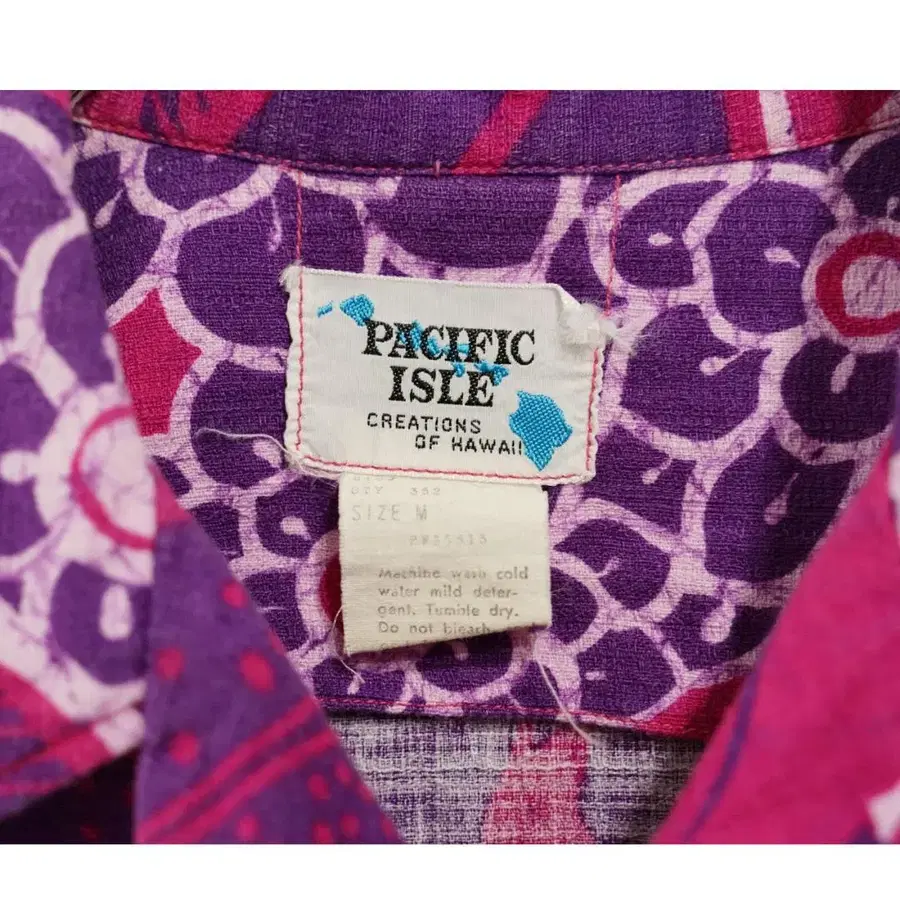 PACIFIC
ISLE
CREATIONS
OF HAWAII
SIZE M
Machine wash cold
water mild deter-
gent. Tumble dry.
Do not bleach